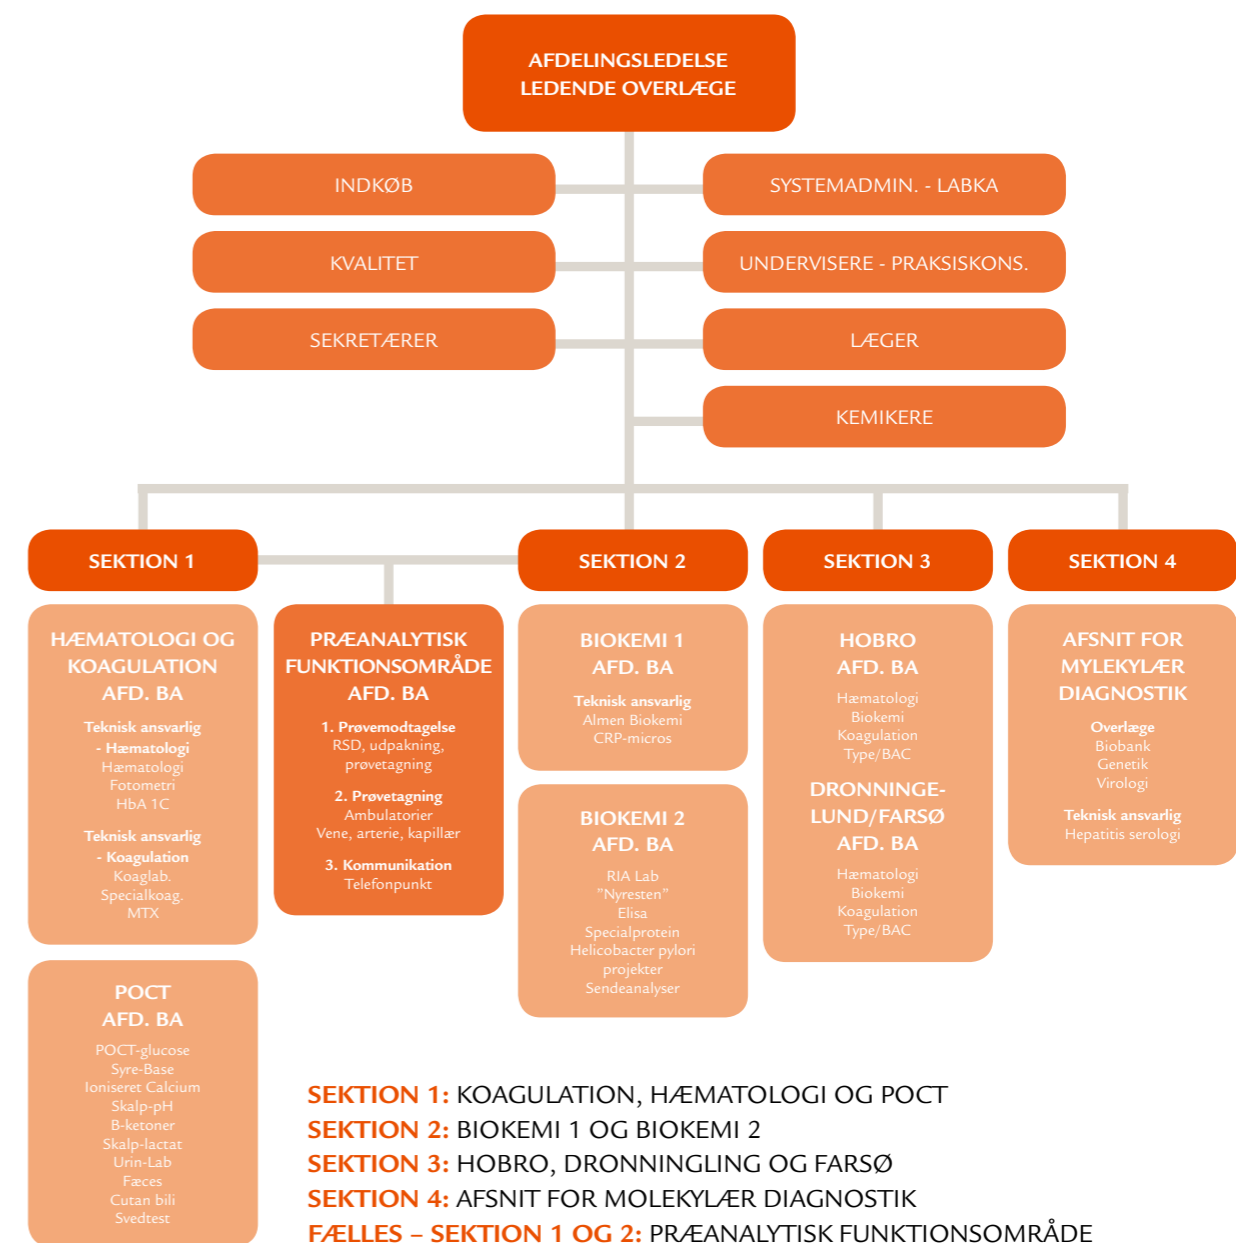 AFDELINGSLEDELSE
LEDENDE OVERLÆGE
INDKØB
SYSTEMADMIN. - LABKA
KVALITET
UNDERVISERE - PRAKSISKONS.
SEKRETÆRER
LÆGER
KEMIKERE
SEKTION 1
SEKTION 2
SEKTION 3
SEKTION 4
HÆMATOLOGI OG
KOAGULATION
AFD. BA
Teknisk ansvarlig
- Hæmatologi
Hæmatologi
Fotometri
HbA 1C
Teknisk ansvarlig
- Koagulation
Koaglab.
Specialkoag.
MTX
POCT
AFD. BA
POCT-glucose
Syre-Base
Ioniseret Calcium
Skalp-pH
B-ketoner
Skalp-lactat
Urin-Lab
Fæces
Cutan bili
Svedtest
PRÆANALYTISK
FUNKTIONSOMRÅDE
AFD. BA
1. Prøvemodtagelse
RSD, udpakning,
prøvetagning
2. Prøvetagning
Ambulatorier
Vene, arterie, kapillær
3. Kommunikation
Telefonpunkt
BIOKEMI 1
AFD. BA
Teknisk ansvarlig
Almen Biokemi
CRP-micros
BIOKEMI 2
AFD. BA
RIA Lab
”Nyresten”
Elisa
Specialprotein
Helicobacter pylori
projekter
Sendeanalyser
HOBRO
AFD. BA
Hæmatologi
Biokemi
Koagulation
Type/BAC
DRONNINGE-
LUND/FARSØ
AFD. BA
Hæmatologi
Biokemi
Koagulation
Type/BAC
AFSNIT FOR
MYLEKYLÆR
DIAGNOSTIK
Overlæge
Biobank
Genetik
Virologi
Teknisk ansvarlig
Hepatitis serologi
SEKTION 1: KOAGULATION, HÆMATOLOGI OG POCT
SEKTION 2: BIOKEMI 1 OG BIOKEMI 2
SEKTION 3: HOBRO, DRONNINGLING OG FARSØ
SEKTION 4: AFSNIT FOR MOLEKYLÆR DIAGNOSTIK
FÆLLES – SEKTION 1 OG 2: PRÆANALYTISK FUNKTIONSOMRÅDE